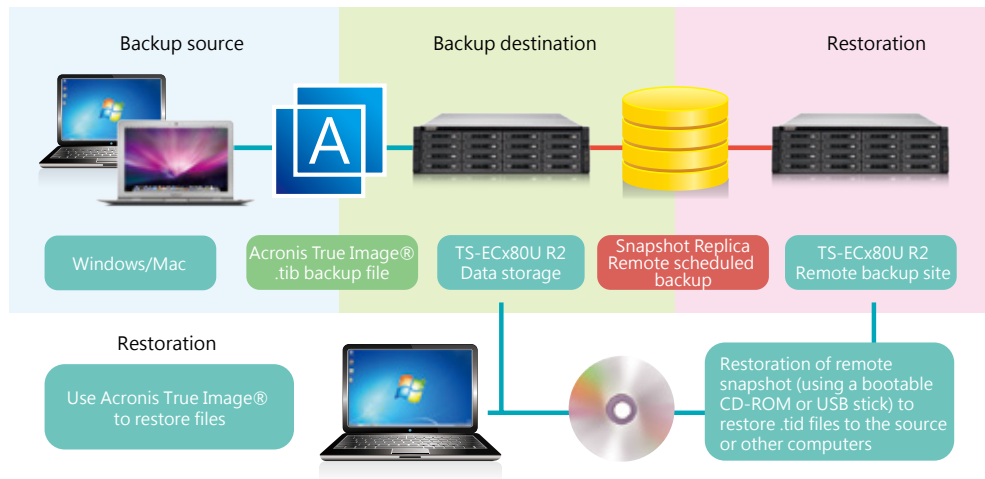 Backup source
Backup destination
Restoration
A
Windows/Mac
Acronis True Image®
.tib backup file
TS-ECx80U R2
Data storage
Snapshot Replica
Remote scheduled
backup
TS-ECx80U R2
Remote backup site
Restoration
Use Acronis True Image®
to restore files
Restoration of remote
snapshot (using a bootable
CD-ROM or USB stick) to
restore .tid files to the source
or other computers